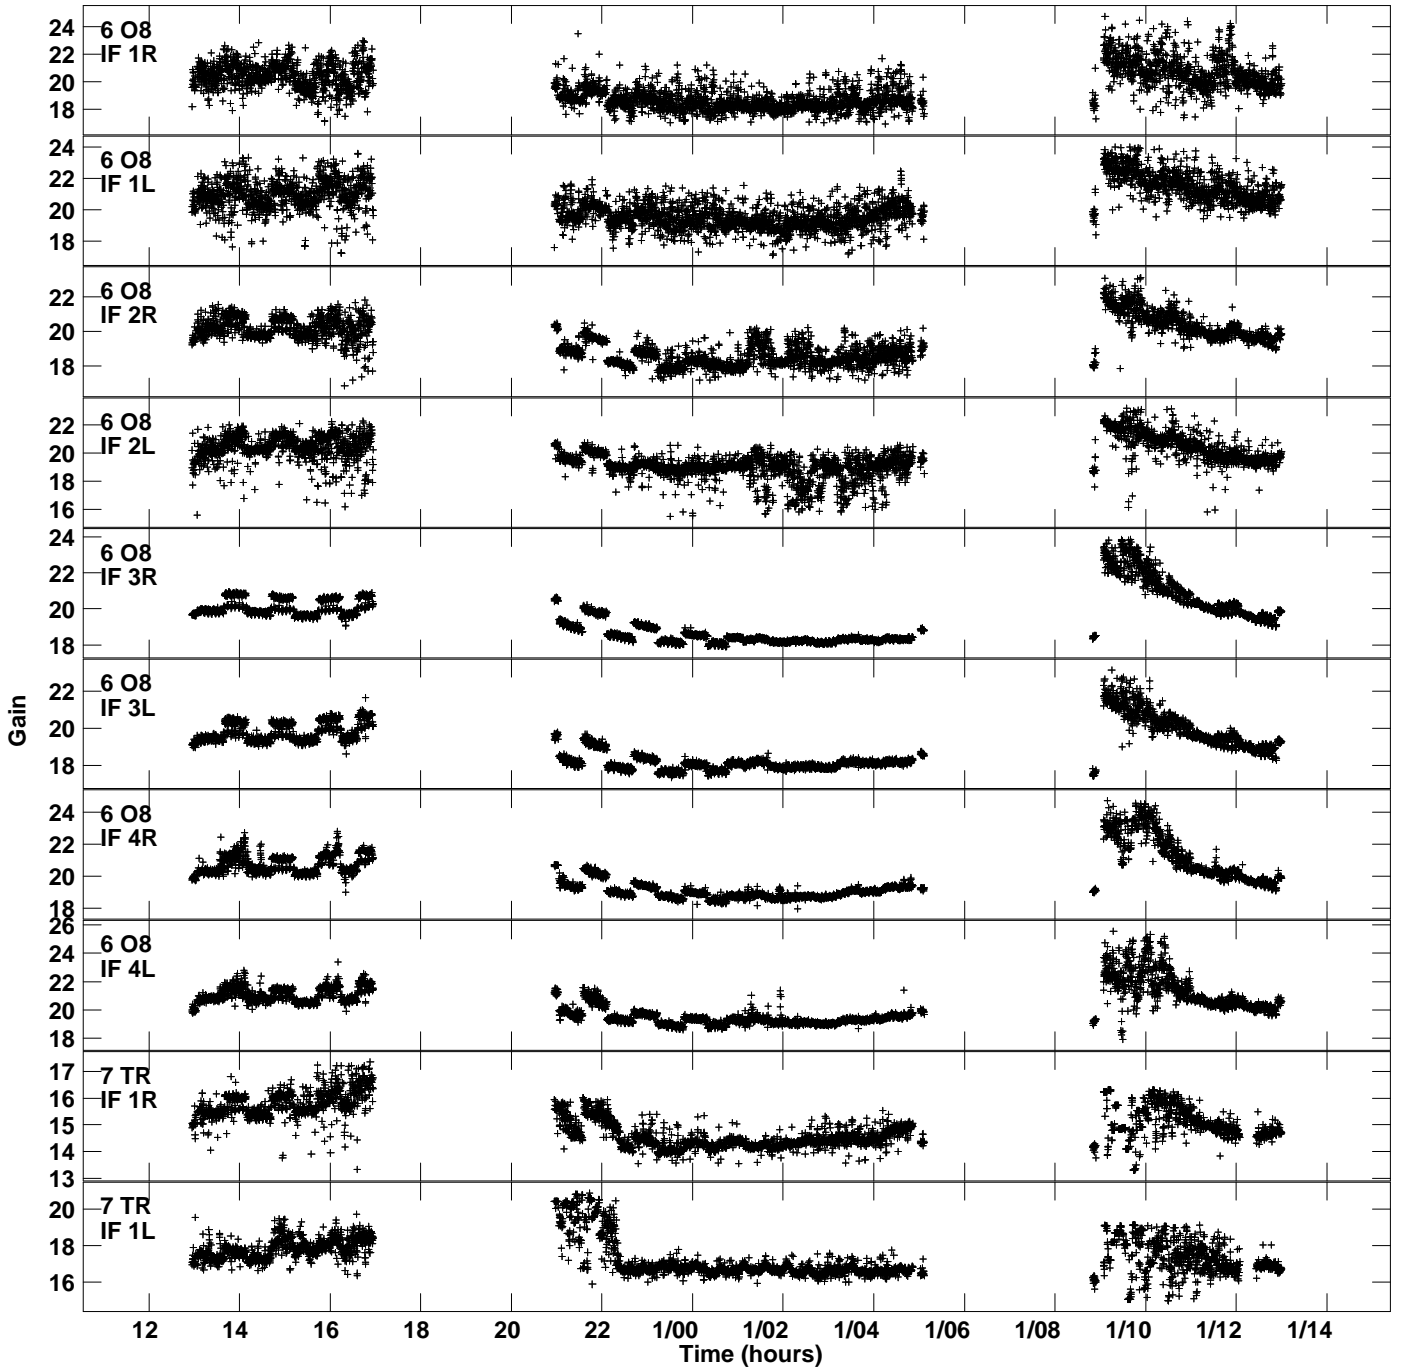 24
22
20
18
6 O8
IF 1R
24
22
20
18
6 O8
IF 1L
22
20
18
6 O8
IF 2R
22
20
18
16
6 O8
IF 2L
24
22
20
18
6 O8
IF 3R
22
20
18
6 O8
IF 3L
24
22
20
18
6 O8
IF 4R
26
24
22
20
18
6 O8
IF 4L
17
16
15
14
13
7 TR
IF 1R
20
18
16
7 TR
IF 1L
Gain
12 14 16 18 20 22 1/00 1/02 1/04 1/06 1/08 1/10 1/12 1/14
Time (hours)